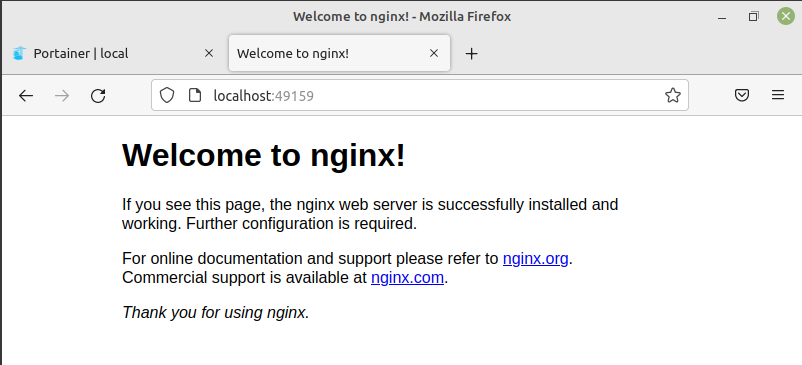 Welcome to nginx! - Mozilla Firefox
Portainer | local
Welcome to nginx!
localhost:49159
Welcome to nginx!
If you see this page, the nginx web server is successfully installed and
working. Further configuration is required.
For online documentation and support please refer to nginx.org.
Commercial support is available at nginx.com.
Thank you for using nginx.